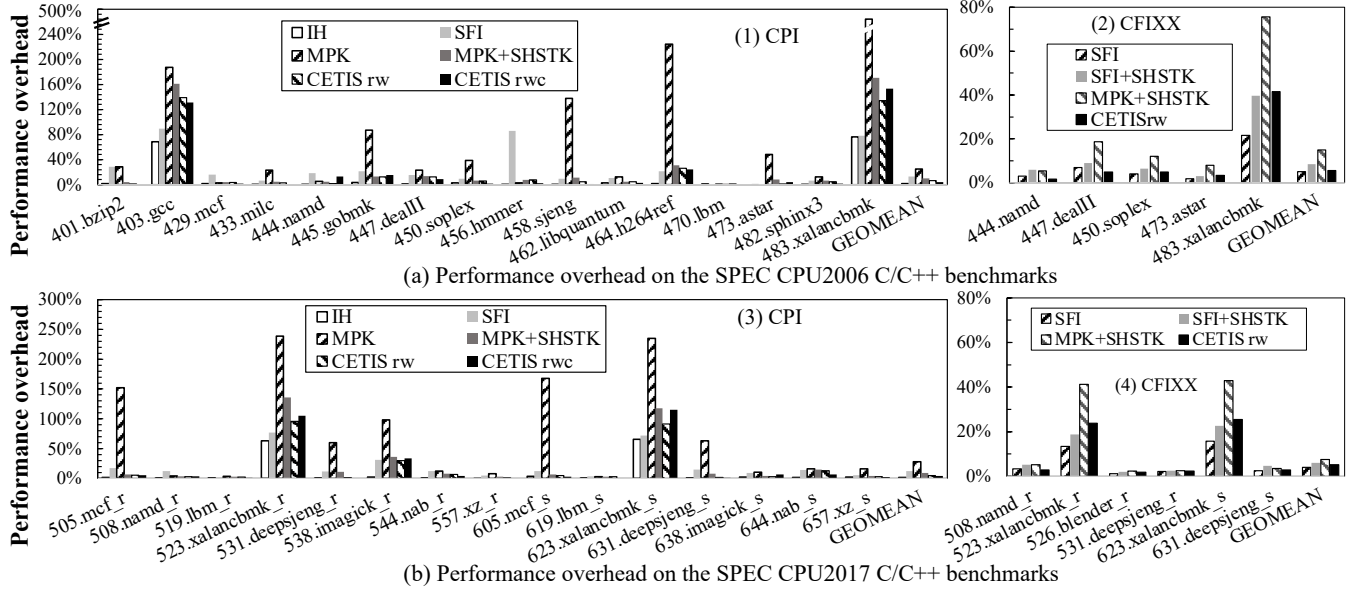 Performance overhead
500%
240%
200%
160%
120%
80%
40%
0%
IH
SFI
MPK
MPK+SHSTK
CETIS rw
CETIS rwc
(1) CPI
401.bzip2
403.gcc
429.mcf
433.milc
444.namd
445.gobmk
447.dealII
450.soplex
456.hmmer
458.sjeng
462.libquantum
464.h264ref
470.lbm
473.astar
482.sphinx3
483.xalancbmk
GEOMEAN
80%
60%
40%
20%
0%
(2) CFIXX
SFI
SFI+SHSTK
MPK+SHSTK
CETISrw
444.namd
447.dealII
450.soplex
473.astar
483.xalancbmk
GEOMEAN
(a) Performance overhead on the SPEC CPU2006 C/C++ benchmarks
Performance overhead
300%
250%
200%
150%
100%
50%
0%
IH
SFI
MPK
MPK+SHSTK
CETIS rw
CETIS rwc
(3) CPI
505.mcf_r
508.namd_r
519.lbm_r
523.xalancbmk_r
531.deepsjeng_r
538.imagick_r
544.nab_r
557.xz_r
605.mcf_s
619.lbm_s
623.xalancbmk_s
631.deepsjeng_s
638.imagick_s
644.nab_s
657.xz_s
GEOMEAN
80%
60%
40%
20%
0%
SFI
SFI+SHSTK
MPK+SHSTK
CETIS rw
(4) CFIXX
508.namd_r
523.xalancbmk_r
526.blender_r
531.deepsjeng_r
623.xalancbmk_s
631.deepsjeng_s
GEOMEAN
(b) Performance overhead on the SPEC CPU2017 C/C++ benchmarks